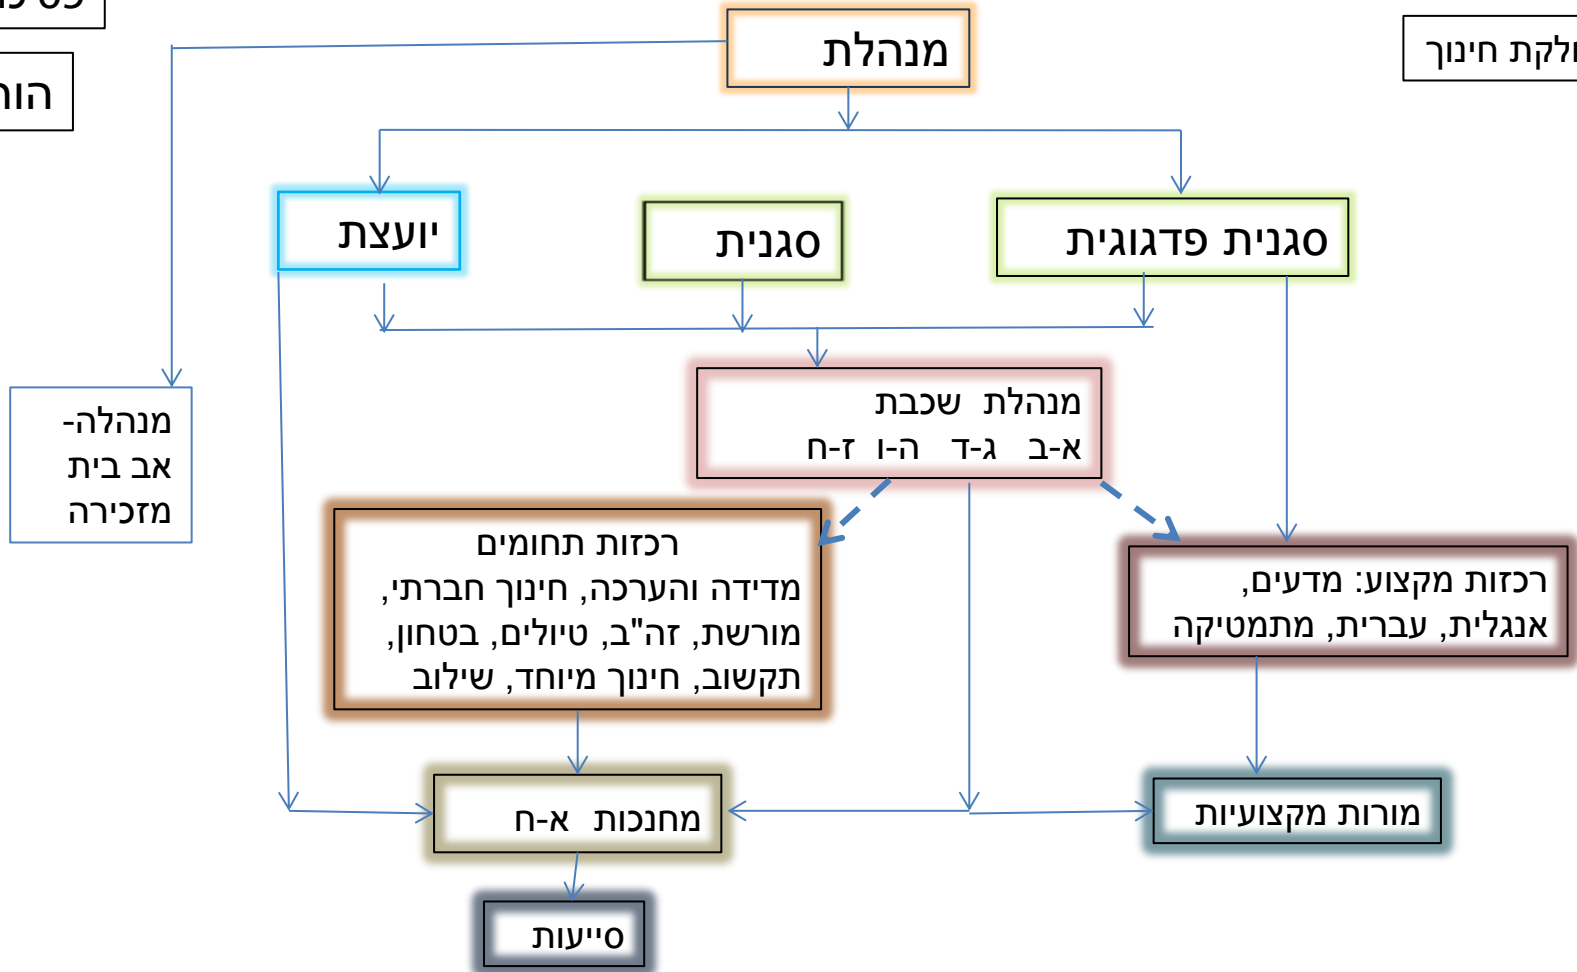 מנהלת
חינוך
סגנית פדגוגית
סגנית
יועצת
מנהלת שכבת
א-ב ג-ד ה-ו ז-ח
מנהלה-
אב בית
מזכירה
רכזות תחומים
מדידה והערכה, חינוך חברתי,
מורשת, זה"ב, טיולים, בטחון,
תקשוב, חינוך מיוחד, שילוב
רכזות מקצוע: מדעים,
אנגלית, עברית, מתמטיקה
מחנכות א-ח
מורות מקצועיות
סייעות